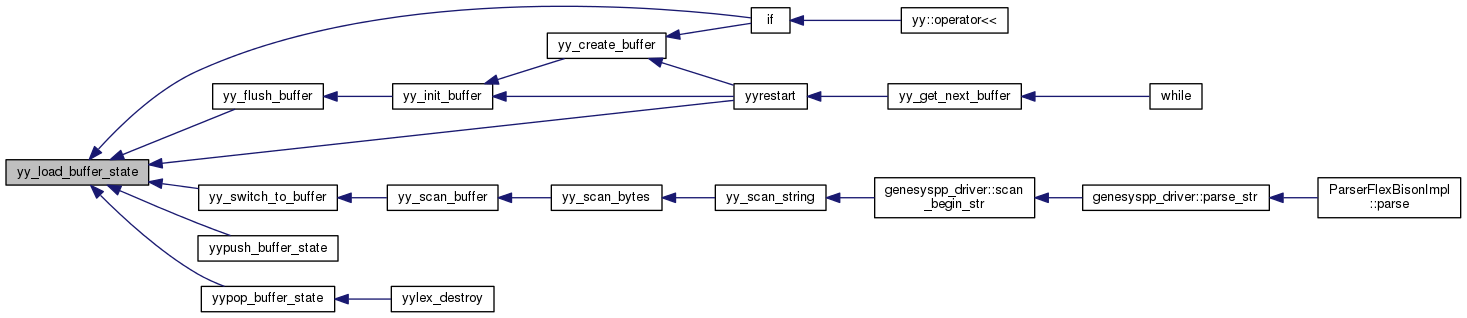 if
yy::operator<<
yy_create_buffer
yy_flush_buffer
yy_init_buffer
yyrestart
yy_get_next_buffer
while
yy_load_buffer_state
yy_switch_to_buffer
yy_scan_buffer
yy_scan_bytes
yy_scan_string
genesyspp_driver::scan
_begin_str
genesyspp_driver::parse_str
ParserFlexBisonImpl
::parse
yypush_buffer_state
yypop_buffer_state
yylex_destroy